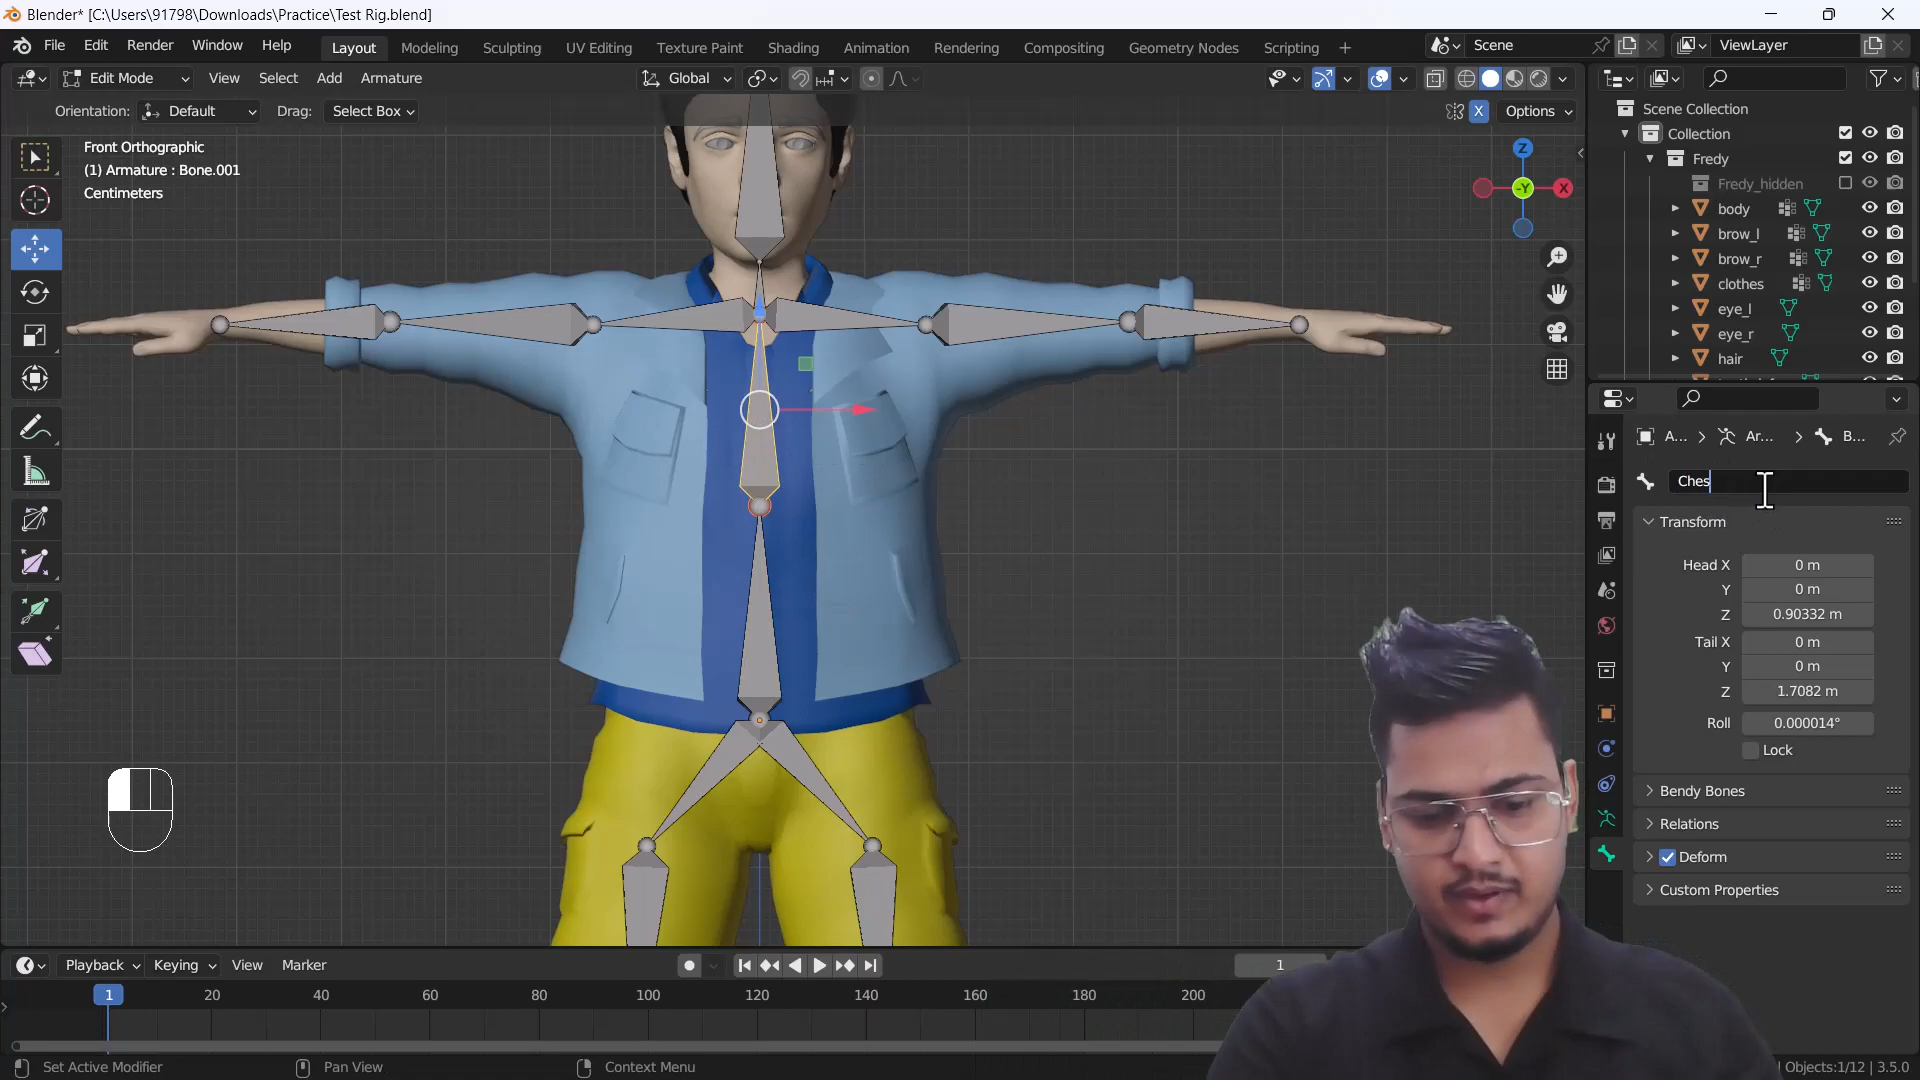 Blender* [C:\Users\91798\Downloads\Practice\Test Rig.blend]
File Edit Render Window Help Layout Modeling Sculpting UV Editing Texture Paint Shading Animation Rendering Compositing Geometry Nodes Scripting + Scene ViewLayer
Edit Mode View Select Add Armature Global
Orientation: Default Drag: Select Box X Options
Front Orthographic
(1) Armature : Bone.001
Centimeters
Z
-Y X
Scene Collection
Collection
Fredy
Fredy_hidden
body
brow_l
brow_r
clothes
eye_l
eye_r
hair
A... > Ar... > B...
Ches
Transform
Head X 0 m
Y 0 m
Z 0.90332 m
Tail X 0 m
Y 0 m
Z 1.7082 m
Roll 0.000014°
Lock
Bendy Bones
Relations
Deform
Custom Properties
Playback Keying View Marker 1
1 20 40 60 80 100 120 140 160 180 200
Set Active Modifier Pan View Context Menu Objects:1/12 | 3.5.0